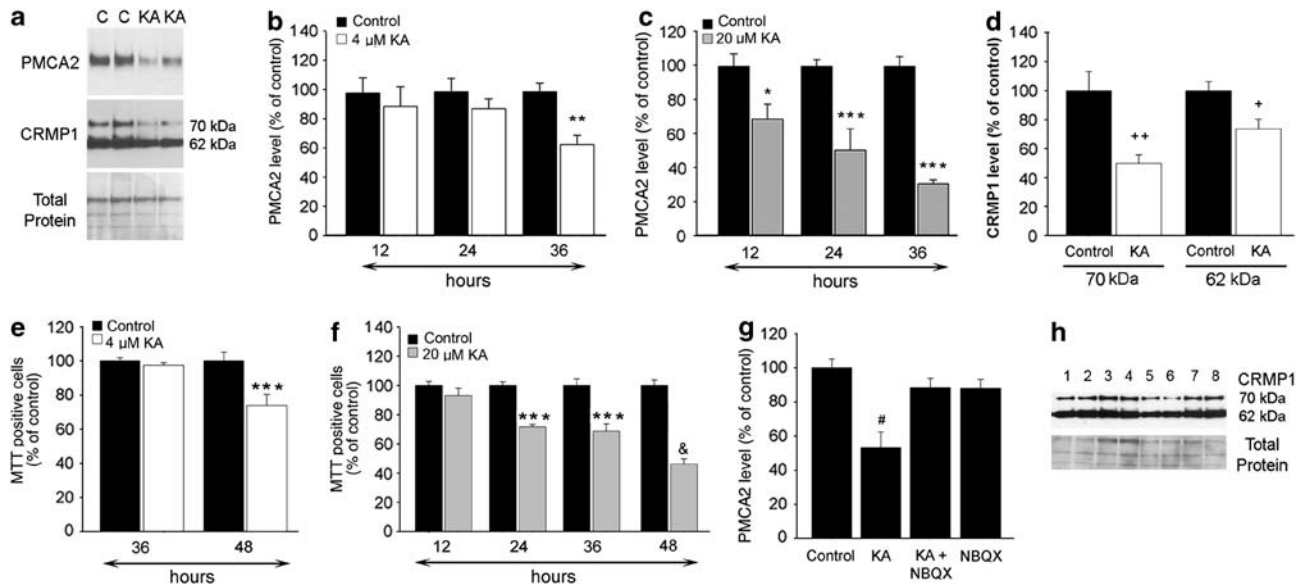 a
C C KA KA
PMCA2
CRMP1
70 kDa
62 kDa
Total
Protein
b
Control
4 µM KA
PMCA2 level (% of control)
120
100
80
60
40
20
0
**
12 24 36
hours
c
Control
20 µM KA
PMCA2 level (% of control)
120
100
80
60
40
20
0
*
***
***
12 24 36
hours
d
CRMP1 level (% of control)
140
120
100
80
60
40
20
0
++
+
Control KA Control KA
70 kDa 62 kDa
e
Control
4 µM KA
MTT positive cells
(% of control)
120
100
80
60
40
20
0
***
36 48
hours
f
Control
20 µM KA
MTT positive cells
(% of control)
140
120
100
80
60
40
20
0
***
***
&
12 24 36 48
hours
g
PMCA2 level (% of control)
120
100
80
60
40
20
0
#
Control KA KA + NBQX
NBQX
h
1 2 3 4 5 6 7 8 CRMP1
70 kDa
62 kDa
Total
Protein